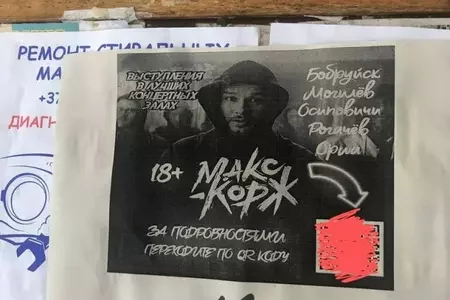 РЕМОНТ СТИРАЛЬНЫХ
МА
+37
ДИАГН
ВЫСТУПЛЕНИЯ
В ЛУЧШИХ
КОНЦЕРТНЫХ
ЗАЛАХ
Бобруйск
Могилёв
Осиповичи
Рогачёв
Орша
18+
МАКС
-КОРЖ
ЗА ПОДРОБНОСТЯМИ
ПЕРЕХОДИТЕ ПО QR КОДУ